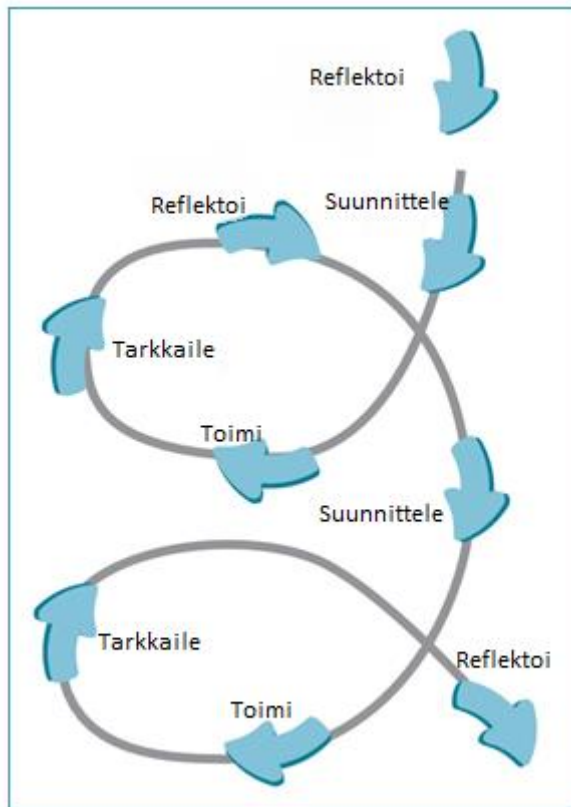 Reflektoi
Suunnittele
Toimi
Tarkkaile
Reflektoi
Suunnittele
Toimi
Tarkkaile
Reflektoi